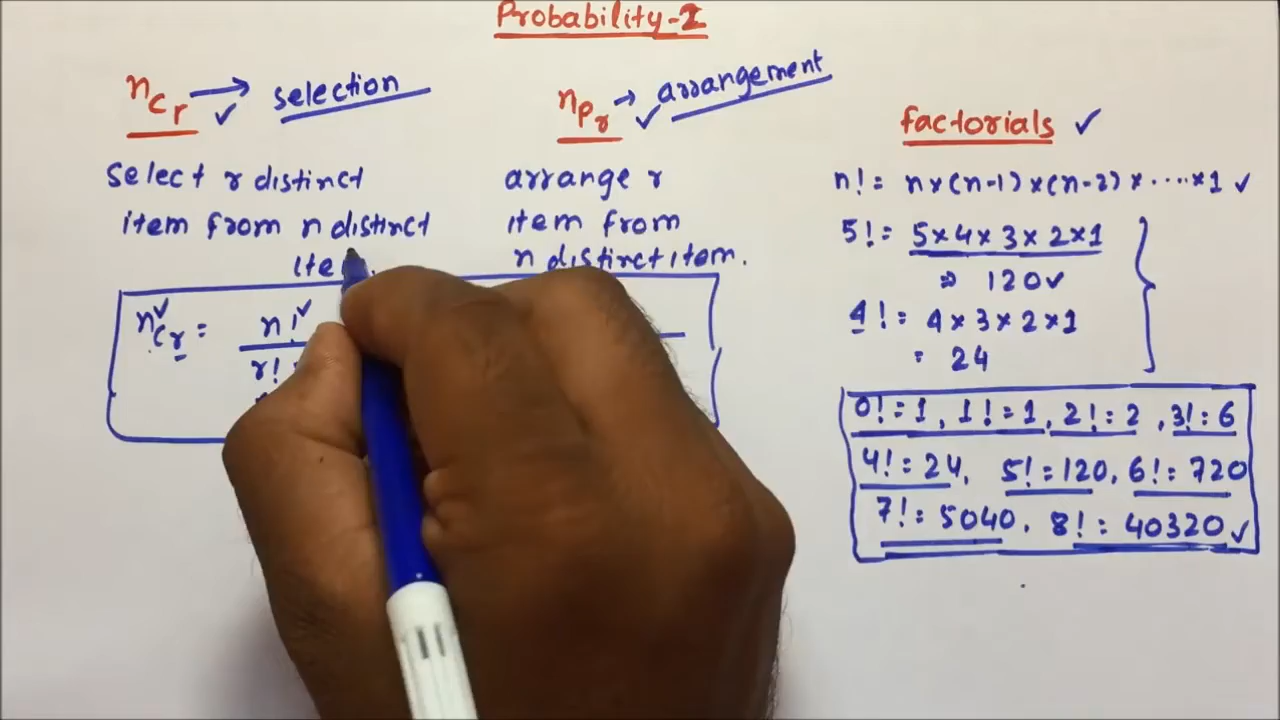 Probability-2
nCr → selection
✓
select r distinct
item from n distinct
nPr → arrangement
✓
arrange r
item from
n distinct item.
nCr = n!
r!
factorials ✓
n! = n×(n-1)×(n-2)×.....×1 ✓
5! = 5×4×3×2×1
⇒ 120✓
4! = 4×3×2×1
= 24
0! = 1, 1! = 1, 2! = 2, 3! = 6
4! = 24, 5! = 120, 6! = 720
7! = 5040, 8! = 40320 ✓